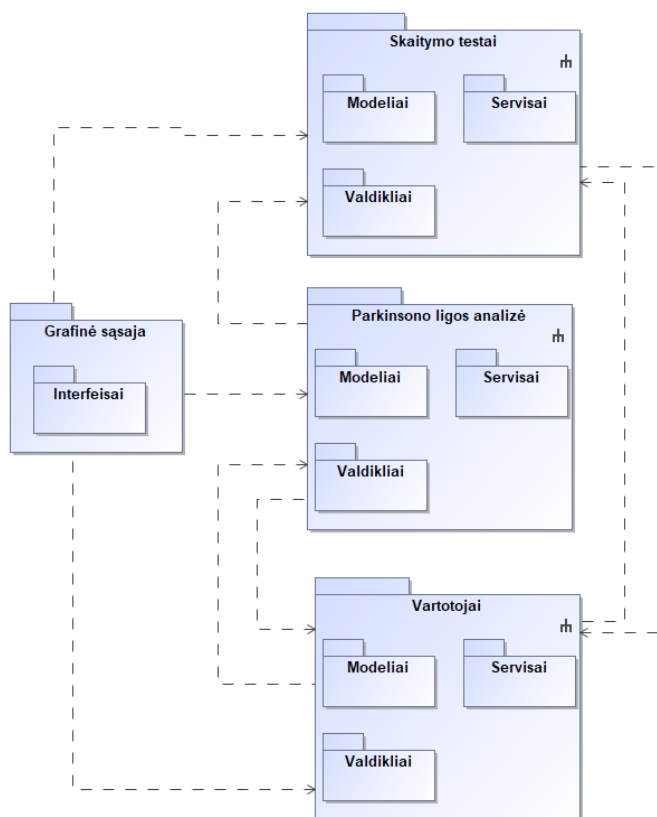 Skaitymo testai
Modeliai
Servisai
Valdikliai
Grafinė sąsaja
Interfeisai
Parkinsono ligos analizė
Modeliai
Servisai
Valdikliai
Vartotojai
Modeliai
Servisai
Valdikliai